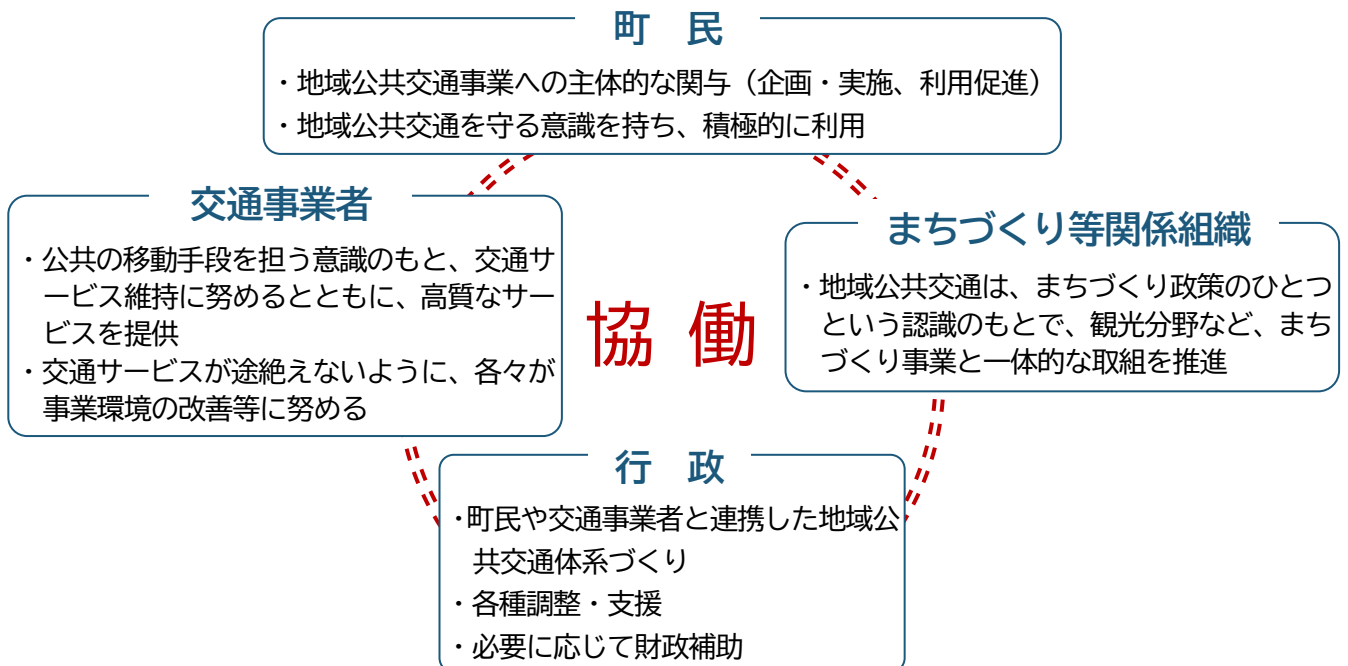 町　民
・地域公共交通事業への主体的な関与（企画・実施、利用促進）
・地域公共交通を守る意識を持ち、積極的に利用
交通事業者
・公共の移動手段を担う意識のもと、交通サ
ービス維持に努めるとともに、高質なサー
ビスを提供
・交通サービスが途絶えないように、各々が
事業環境の改善等に努める
協 働
まちづくり等関係組織
・地域公共交通は、まちづくり政策のひとつ
という認識のもとで、観光分野など、まち
づくり事業と一体的な取組を推進
行　政
・町民や交通事業者と連携した地域公
共交通体系づくり
・各種調整・支援
・必要に応じて財政補助